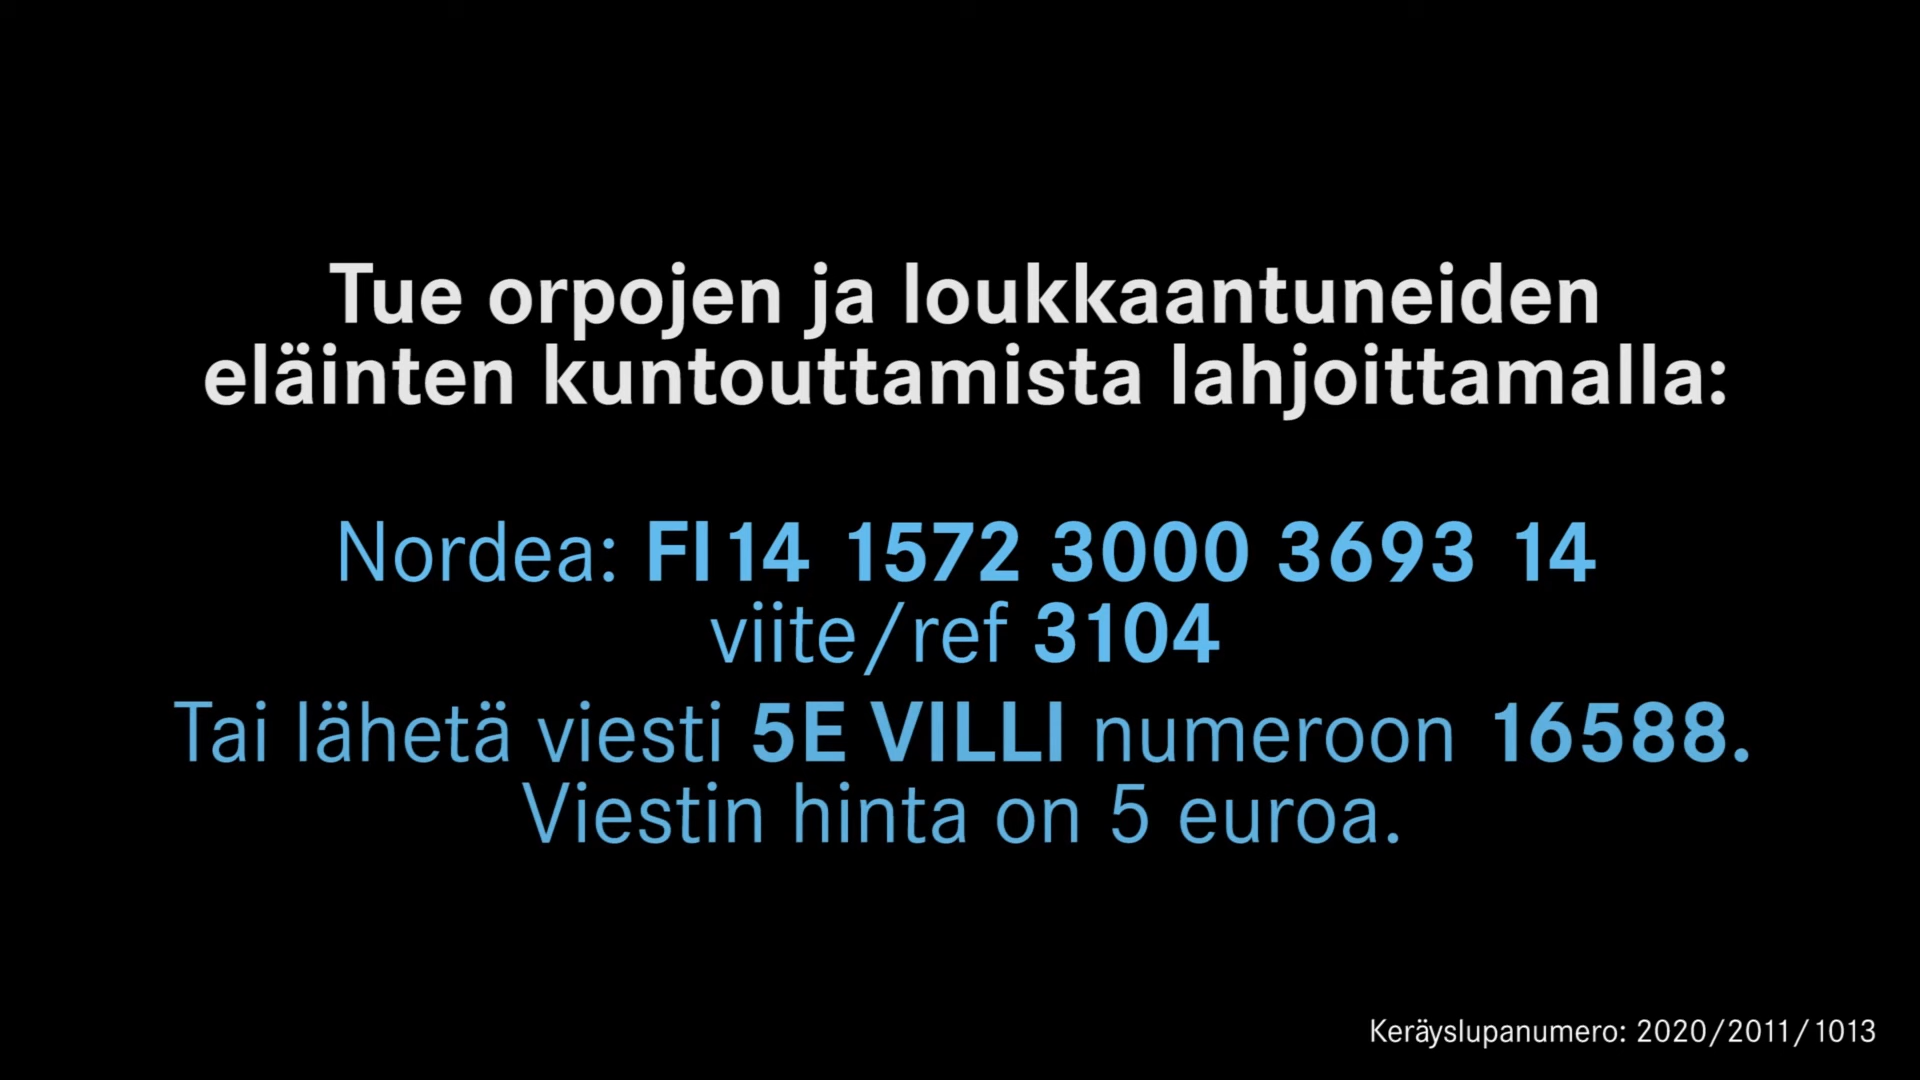 Tue orpojen ja loukkaantuneiden
eläinten kuntouttamista lahjoittamalla:
Nordea: FI14 1572 3000 3693 14
viite/ref 3104
Tai lähetä viesti 5E VILLI numeroon 16588.
Viestin hinta on 5 euroa.
Keräyslupanumero: 2020/2011/1013